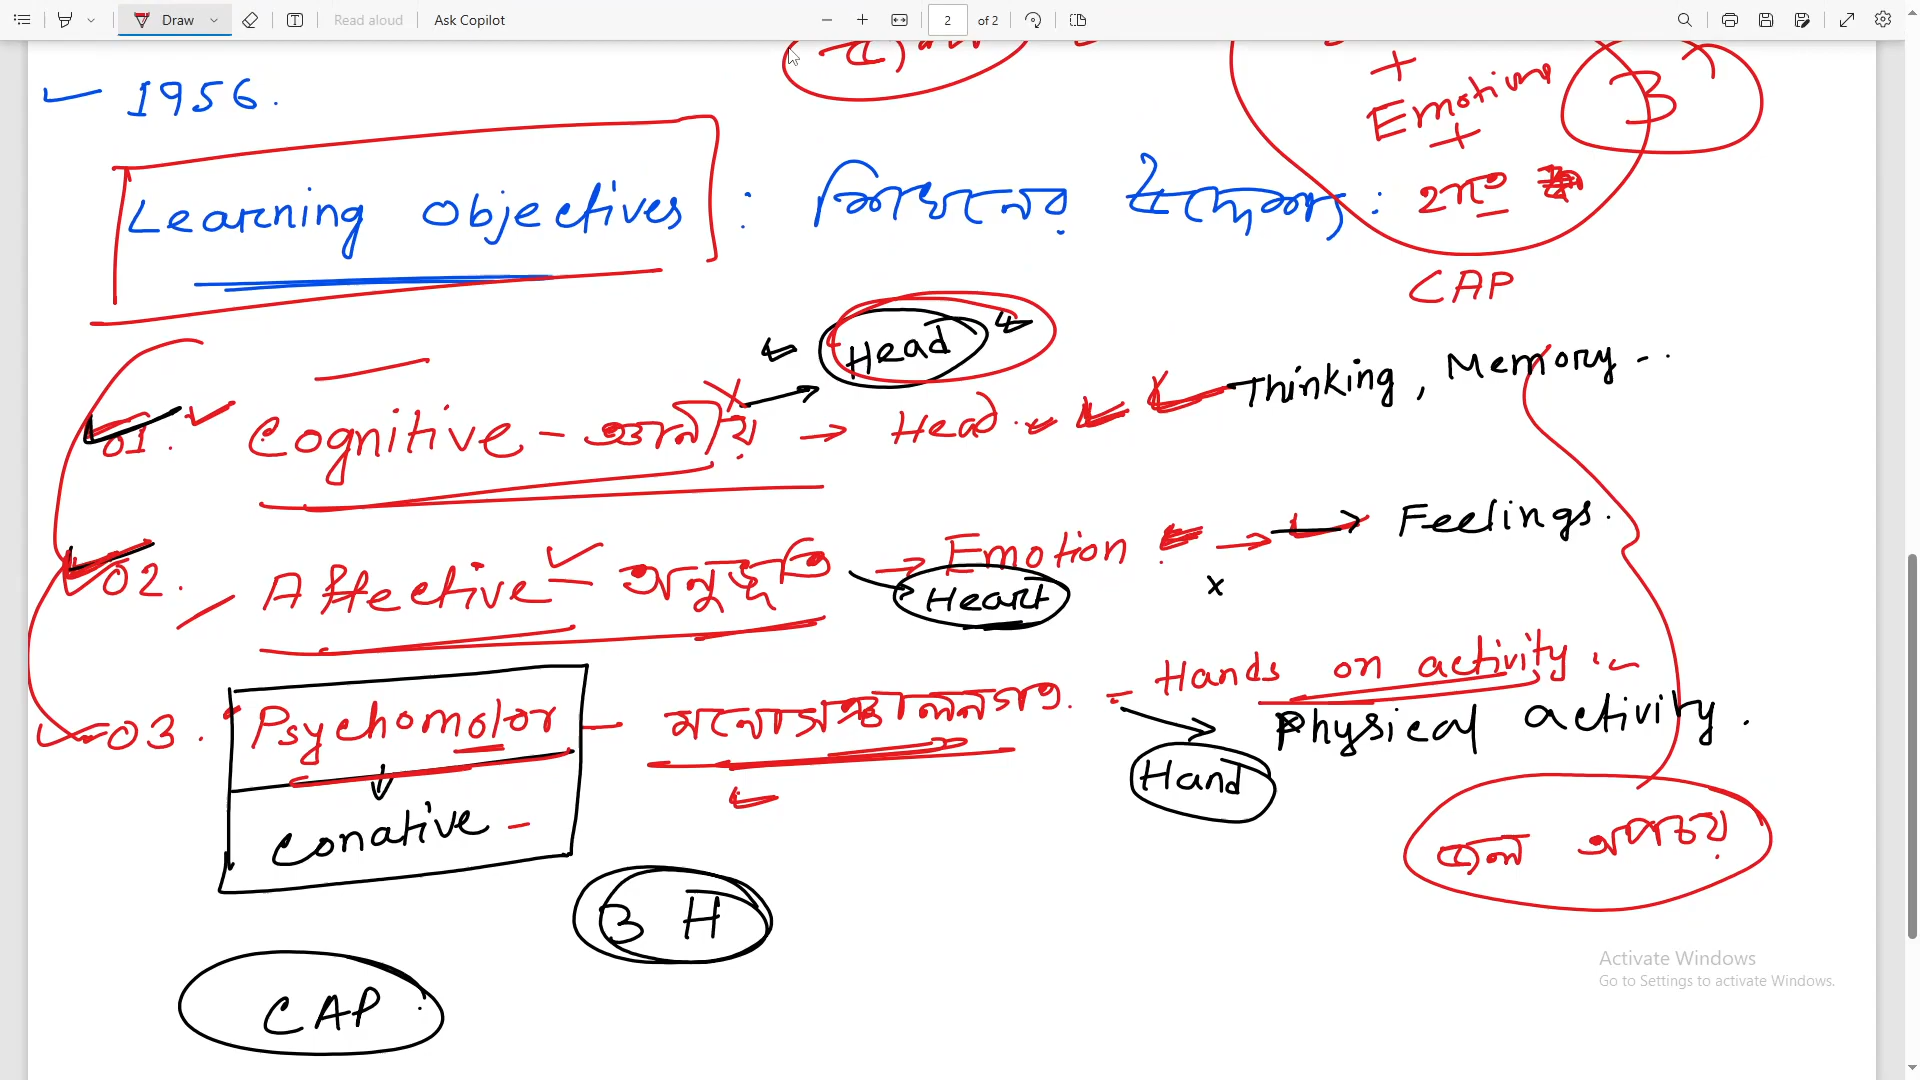 Draw
Read aloud
Ask Copilot
2 of 2
1956.
+
Emotion
+
3
Learning Objectives : শিখনের উদ্দেশ্য :
CAP
Head
01. Cognitive - জ্ঞানীয় → Head. Thinking, Memory..
02. Affective - অনুভূতি → Emotion → Feelings.
Heart
x
03. Psychomotor - মনোসঞ্চালনগত. - Hands on activity.
Physical activity.
Hand
Conative -
3 H
CAP
Activate Windows
Go to Settings to activate Windows.